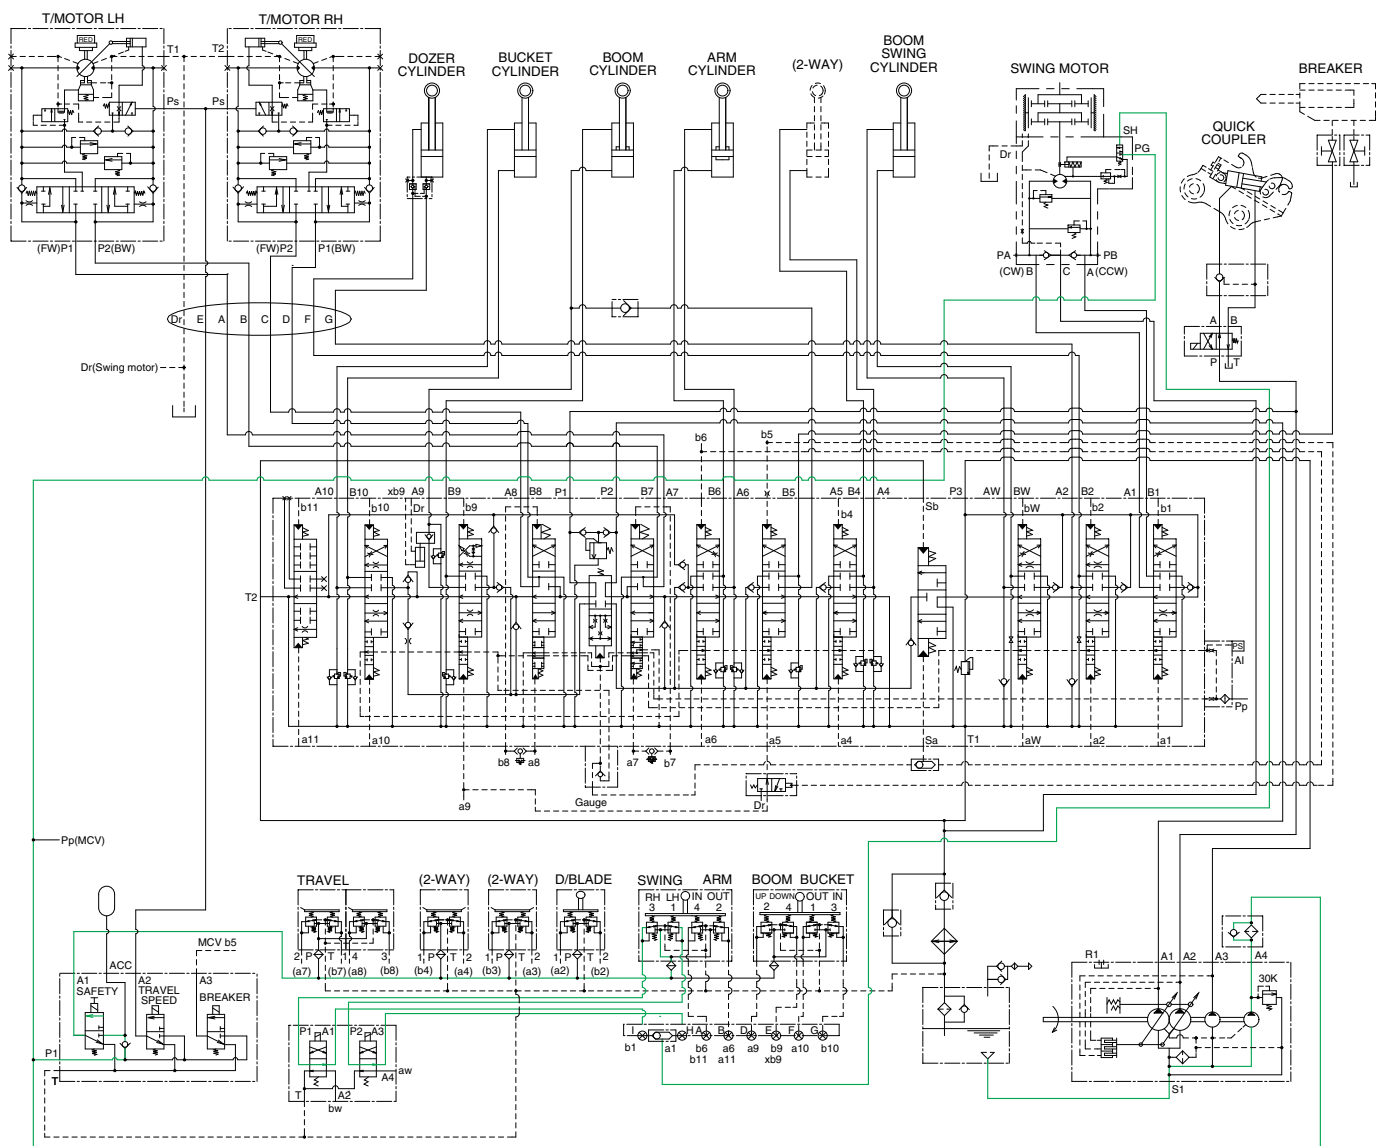 T/MOTOR LH
T/MOTOR RH
RED
RED
T1
T2
Ps
Ps
(FW)P1
P2(BW)
(FW)P2
P1(BW)
DOZER
CYLINDER
BUCKET
CYLINDER
BOOM
CYLINDER
ARM
CYLINDER
(2-WAY)
BOOM
SWING
CYLINDER
SWING MOTOR
BREAKER
QUICK
COUPLER
SH
PG
Dr
PA
(CW)
B
C
A
PB
(CCW)
A
B
P
T
Dr
E
A
B
C
D
F
G
Dr(Swing motor)
b6
b5
A10
B10
xb9
A9
B9
A8
B8
P1
P2
B7
A7
B6
A6
B5
A5
B4
A4
P3
AW
BW
A2
B2
A1
B1
b11
b10
Dr
b9
b4
Sb
bW
b2
b1
T2
PS
AI
Pp
a11
a10
b8
a8
a7
b7
a6
a5
a4
Sa
T1
aW
a2
a1
a9
Gauge
Dr
Pp(MCV)
TRAVEL
(2-WAY)
(2-WAY)
D/BLADE
SWING
ARM
BOOM
BUCKET
RH LH
IN OUT
UP DOWN
OUT IN
3 1 4 2
2 4 1 3
2 P T 1 4 3
(a7)
(b7)
(a8)
(b8)
1 P T 2
(b4)
(a4)
1 P T 2
(b3)
(a3)
1 P T 2
(a2)
(b2)
MCV b5
ACC
A1
A2
A3
SAFETY
TRAVEL
SPEED
BREAKER
P1
T
P1 A1 P2 A3
aw
A4
T
A2
bw
I
H
A
B
D
E
F
G
b1
a1
b6
b11
a6
a11
a9
b9
xb9
a10
b10
R1
A1
A2
A3
A4
30K
S1